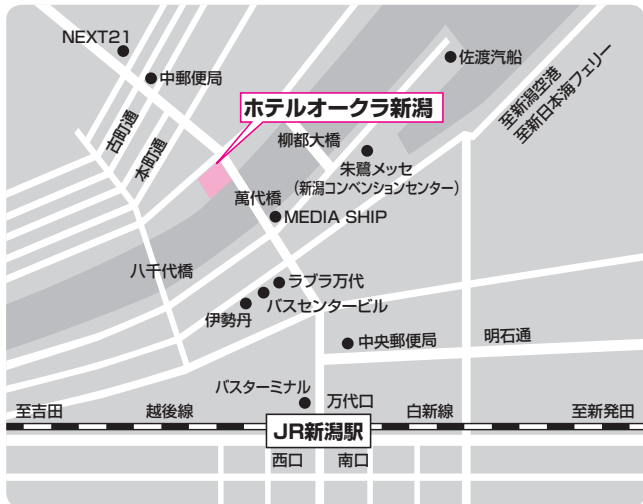 NEXT21
中郵便局
佐渡汽船
至新潟空港
至新日本海フェリー
古町通
本町通
ホテルオークラ新潟
柳都大橋
朱鷺メッセ
(新潟コンベンションセンター)
萬代橋
MEDIA SHIP
八千代橋
ラブラ万代
バスセンタービル
伊勢丹
中央郵便局
明石通
バスターミナル
万代口
至吉田
越後線
白新線
至新発田
JR新潟駅
西口
南口